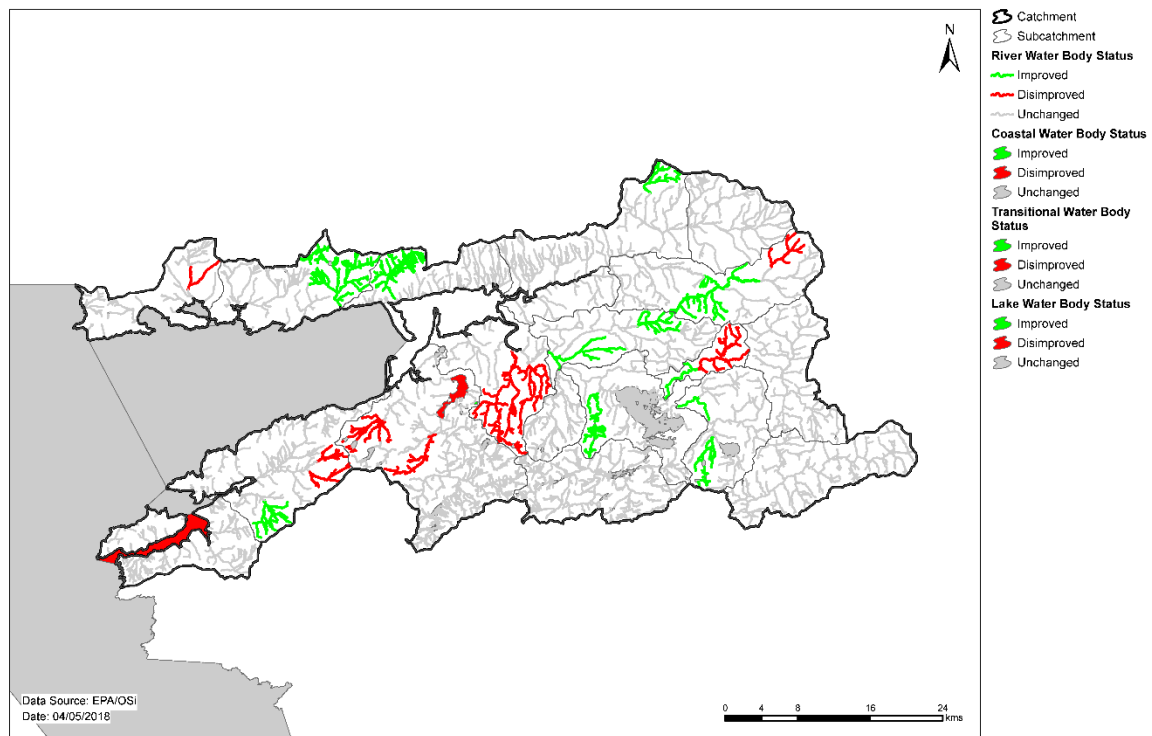 N
Data Source: EPA/OSi
Date: 04/05/2018
0 4 8 16 24
kms
Catchment
Subcatchment
River Water Body Status
Improved
Disimproved
Unchanged
Coastal Water Body Status
Improved
Disimproved
Unchanged
Transitional Water Body
Status
Improved
Disimproved
Unchanged
Lake Water Body Status
Improved
Disimproved
Unchanged